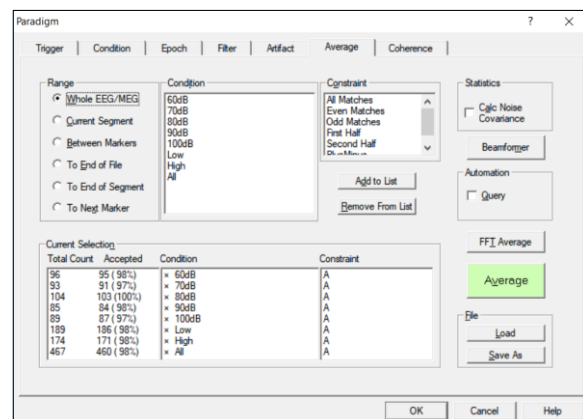 Paradigm
? ×
Trigger Condition Epoch Filter Artifact Average Coherence
Range
Whole EEG/MEG
Current Segment
Between Markers
To End of File
To End of Segment
To Next Marker
Condition
60dB
70dB
80dB
90dB
100dB
Low
High
All
Constraint
All Matches
Even Matches
Odd Matches
First Half
Second Half
PlusMinus
Add to List
Remove From List
Statistics
Calc Noise
Covariance
Beamformer
Automation
Query
FFT Average
Average
File
Load
Save As
Current Selection
Total Count Accepted Condition Constraint
96 95 ( 98%) × 60dB A
93 91 ( 97%) × 70dB A
104 103 (100%) × 80dB A
85 84 ( 98%) × 90dB A
89 87 ( 97%) × 100dB A
189 186 ( 98%) × Low A
174 171 ( 98%) × High A
467 460 ( 98%) × All A
OK Cancel Help